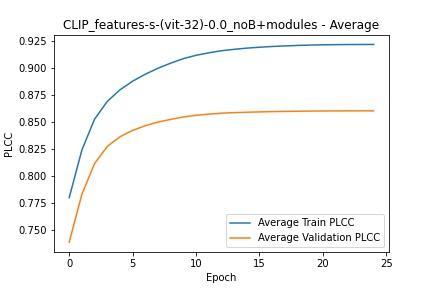 CLIP_features-s-(vit-32)-0.0_noB+modules - Average
0.925
0.900
0.875
0.850
0.825
0.800
0.775
0.750
PLCC
Average Train PLCC
Average Validation PLCC
0 5 10 15 20 25
Epoch